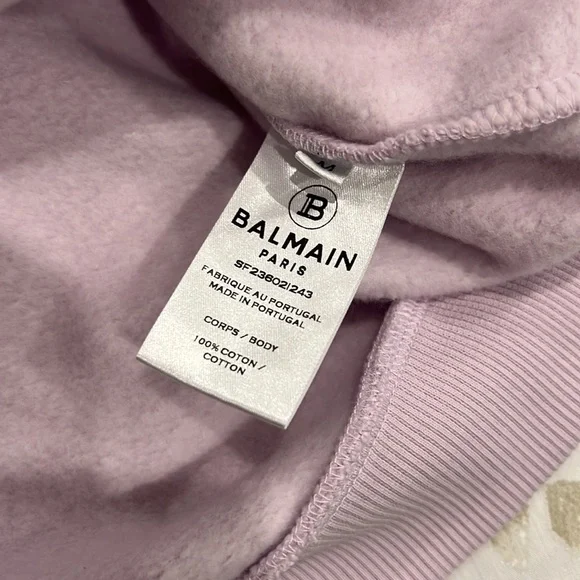 M
B
BALMAIN
PARIS
SF23602I243
FABRIQUE AU PORTUGAL
MADE IN PORTUGAL
CORPS / BODY
100% COTON /
COTTON